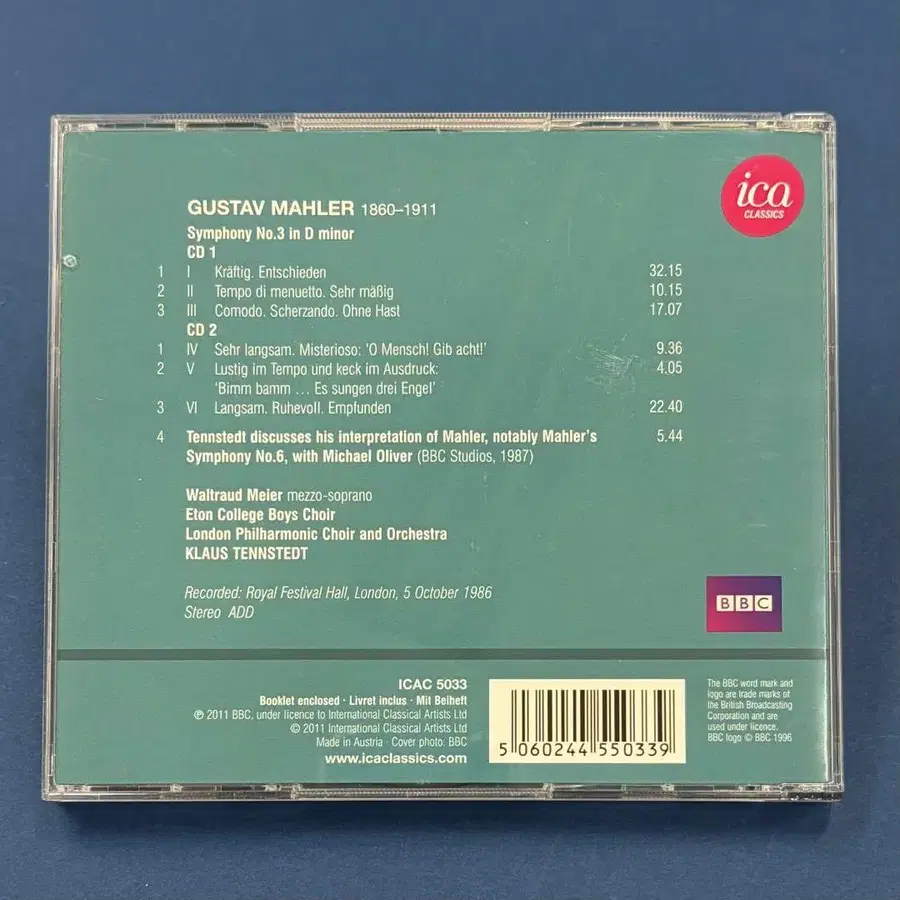 GUSTAV MAHLER 1860–1911
ica
CLASSICS
Symphony No.3 in D minor
CD 1
1 I Kräftig. Entschieden 32.15
2 II Tempo di menuetto. Sehr mäßig 10.15
3 III Comodo. Scherzando. Ohne Hast 17.07
CD 2
1 IV Sehr langsam. Misterioso: 'O Mensch! Gib acht!' 9.36
2 V Lustig im Tempo und keck im Ausdruck: 4.05
'Bimm bamm … Es sungen drei Engel'
3 VI Langsam. Ruhevoll. Empfunden 22.40
4 Tennstedt discusses his interpretation of Mahler, notably Mahler's 5.44
Symphony No.6, with Michael Oliver (BBC Studios, 1987)
Waltraud Meier mezzo-soprano
Eton College Boys Choir
London Philharmonic Choir and Orchestra
KLAUS TENNSTEDT
Recorded: Royal Festival Hall, London, 5 October 1986
Stereo ADD
BBC
ICAC 5033
Booklet enclosed · Livret inclus · Mit Beiheft
℗ 2011 BBC, under licence to International Classical Artists Ltd
© 2011 International Classical Artists Ltd
Made in Austria · Cover photo: BBC
www.icaclassics.com
5 060244 550339
The BBC word mark and
logo are trade marks of
the British Broadcasting
Corporation and are
used under licence.
BBC logo © BBC 1996